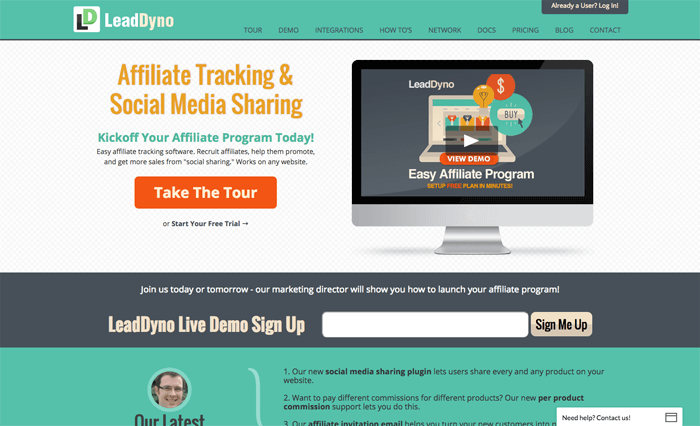 Already a User? Log In!
LD LeadDyno
TOUR DEMO INTEGRATIONS HOW TO'S NETWORK DOCS PRICING BLOG CONTACT
Affiliate Tracking &
Social Media Sharing
Kickoff Your Affiliate Program Today!
Easy affiliate tracking software. Recruit affiliates, help them promote,
and get more sales from "social sharing." Works on any website.
Take The Tour
or Start Your Free Trial →
LeadDyno
$
BUY
VIEW DEMO
Easy Affiliate Program
SETUP FREE PLAN IN MINUTES!
Join us today or tomorrow - our marketing director will show you how to launch your affiliate program!
LeadDyno Live Demo Sign Up
Sign Me Up
Our Latest
1. Our new social media sharing plugin lets users share every and any product on your
website.
2. Want to pay different commissions for different products? Our new per product
commission support lets you do this.
3. Our affiliate invitation email helps you turn your new customers into
Need help? Contact us!